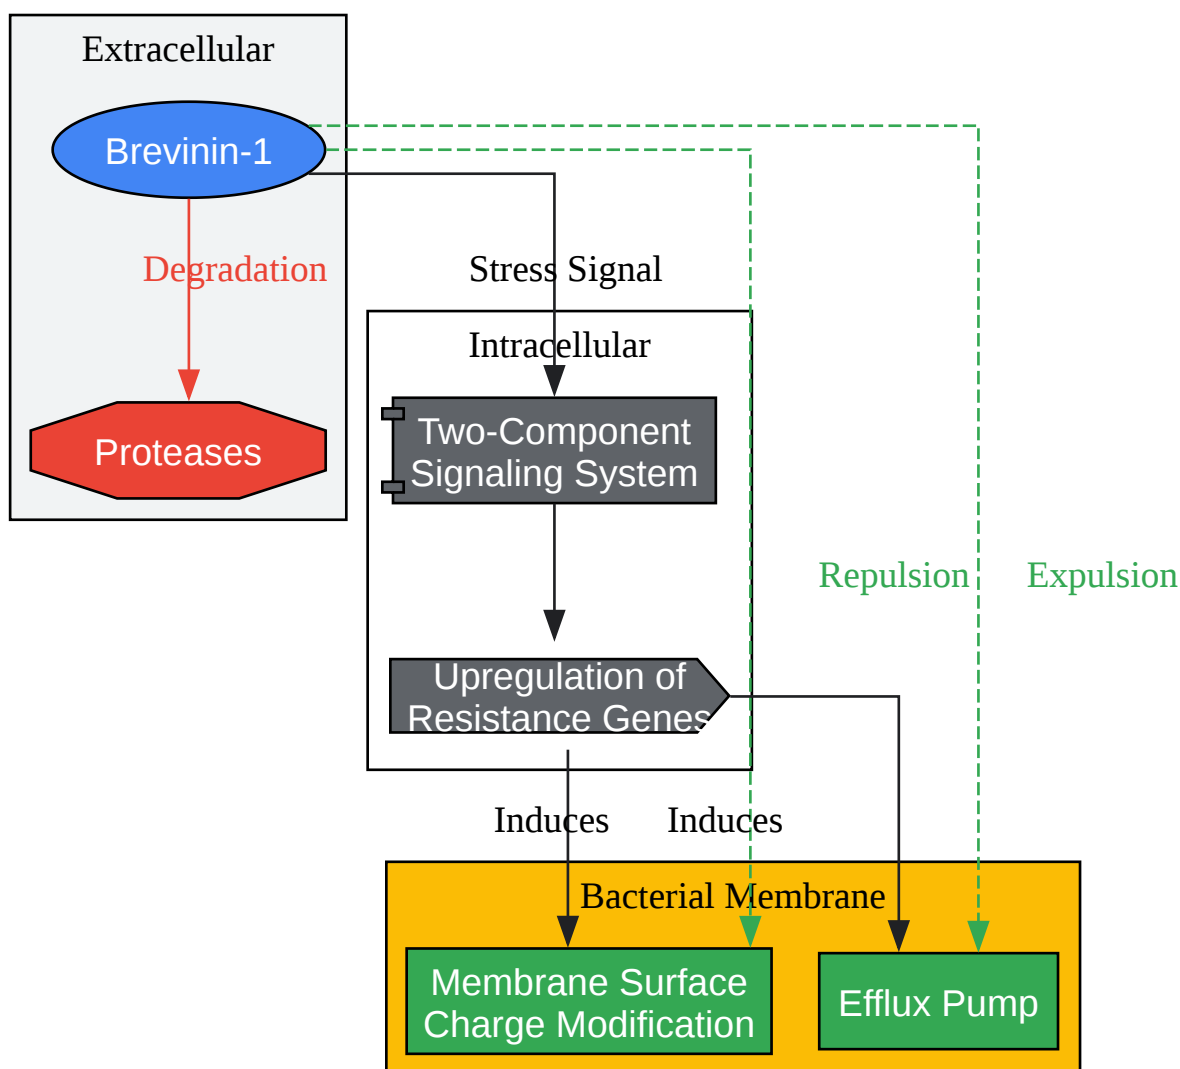 Extracellular
Brevinin-1
Degradation
Stress Signal
Intracellular
Proteases
Two-Component
Signaling System
Repulsion
Expulsion
Upregulation of
Resistance Genes
Induces
Induces
Bacterial Membrane
Membrane Surface
Charge Modification
Efflux Pump